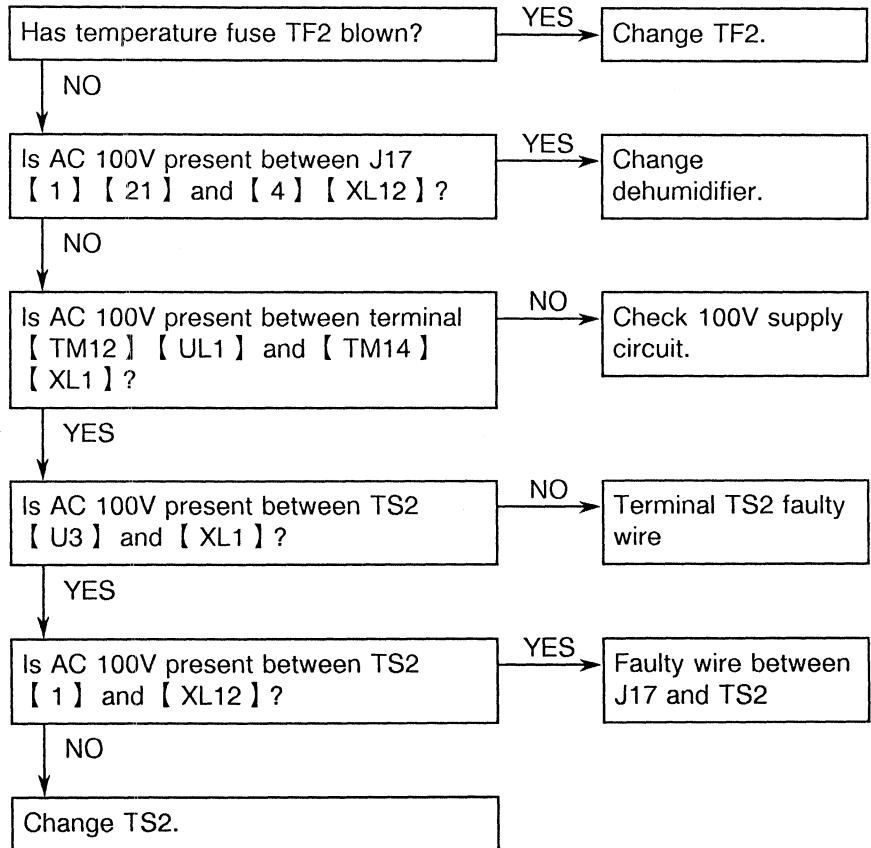 Has temperature fuse TF2 blown?
YES
Change TF2.
NO
Is AC 100V present between J17
【 1 】 【 21 】 and 【 4 】 【 XL12 】 ?
YES
Change
dehumidifier.
NO
Is AC 100V present between terminal
【 TM12 】 【 UL1 】 and 【 TM14 】
【 XL1 】 ?
NO
Check 100V supply
circuit.
YES
Is AC 100V present between TS2
【 U3 】 and 【 XL1 】 ?
NO
Terminal TS2 faulty
wire
YES
Is AC 100V present between TS2
【 1 】 and 【 XL12 】 ?
YES
Faulty wire between
J17 and TS2
NO
Change TS2.